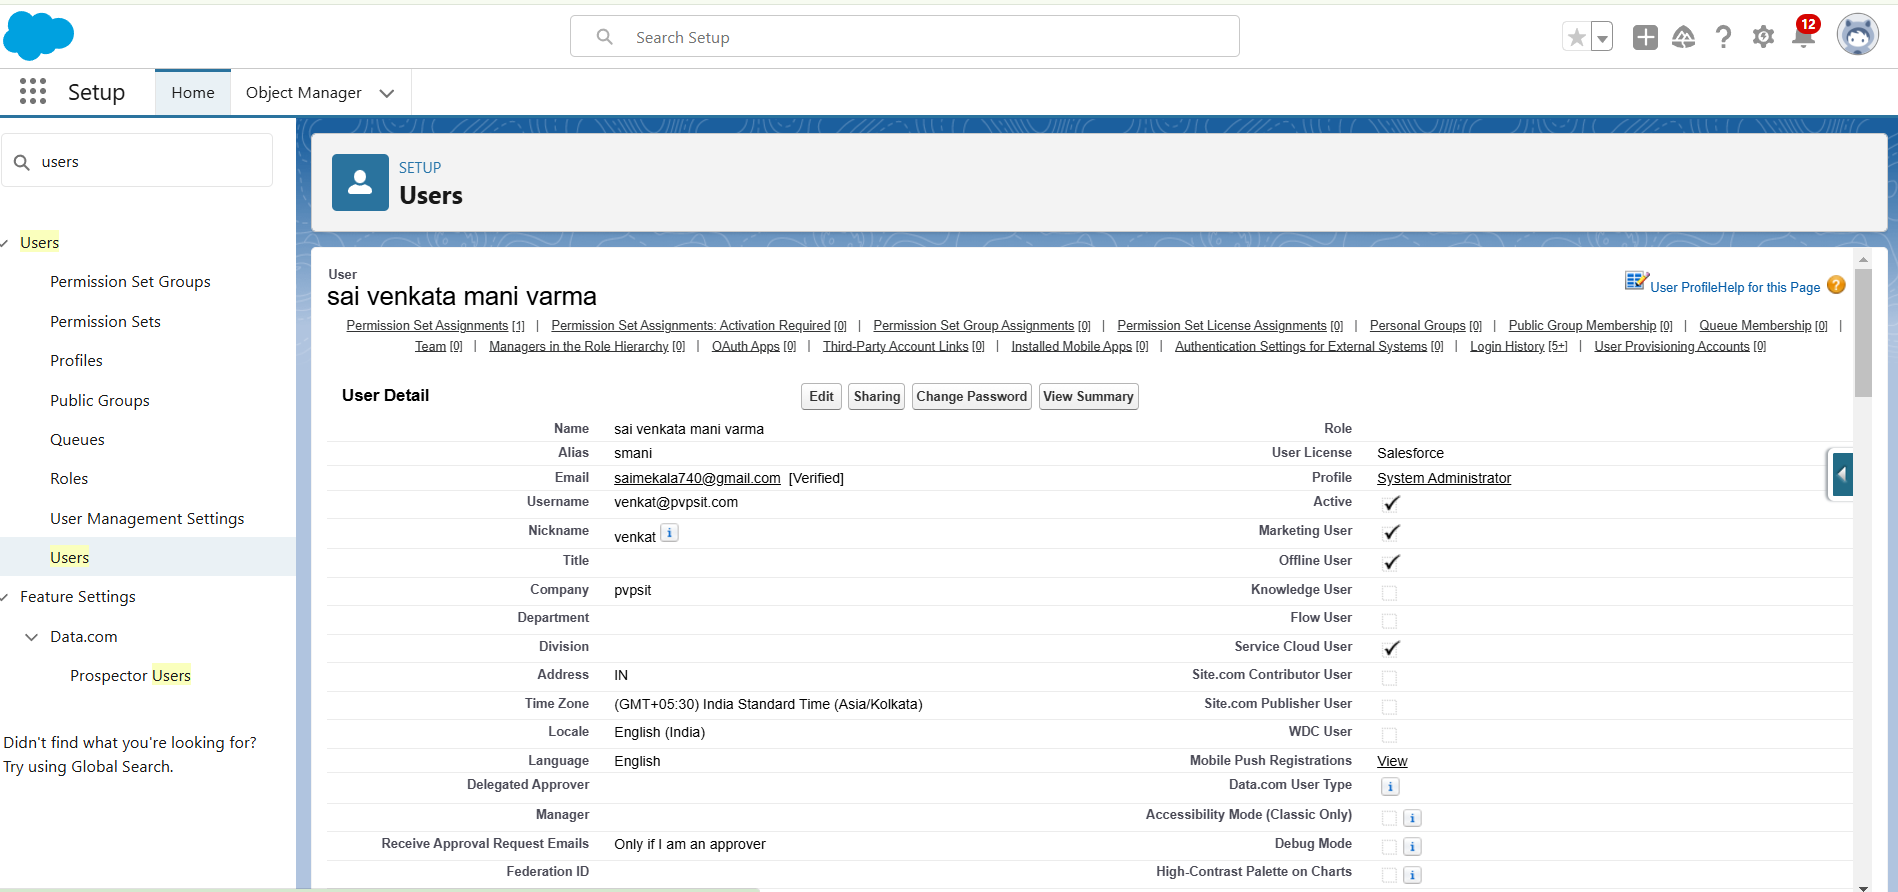 Search Setup
12
Setup
Home
Object Manager
users
Users
Permission Set Groups
Permission Sets
Profiles
Public Groups
Queues
Roles
User Management Settings
Users
Feature Settings
Data.com
Prospector Users
Didn't find what you're looking for?
Try using Global Search.
SETUP
Users
User
sai venkata mani varma
User Profile Help for this Page ?
Permission Set Assignments [1] | Permission Set Assignments: Activation Required [0] | Permission Set Group Assignments [0] | Permission Set License Assignments [0] | Personal Groups [0] | Public Group Membership [0] | Queue Membership [0] |
Team [0] | Managers in the Role Hierarchy [0] | OAuth Apps [0] | Third-Party Account Links [0] | Installed Mobile Apps [0] | Authentication Settings for External Systems [0] | Login History [5+] | User Provisioning Accounts [0]
User Detail
Edit Sharing Change Password View Summary
Name sai venkata mani varma Role
Alias smani User License Salesforce
Email saimekala740@gmail.com [Verified] Profile System Administrator
Username venkat@pvpsit.com Active
Nickname venkat i Marketing User
Title Offline User
Company pvpsit Knowledge User
Department Flow User
Division Service Cloud User
Address IN Site.com Contributor User
Time Zone (GMT+05:30) India Standard Time (Asia/Kolkata) Site.com Publisher User
Locale English (India) WDC User
Language English Mobile Push Registrations View
Delegated Approver Data.com User Type i
Manager Accessibility Mode (Classic Only) i
Receive Approval Request Emails Only if I am an approver Debug Mode i
Federation ID High-Contrast Palette on Charts i